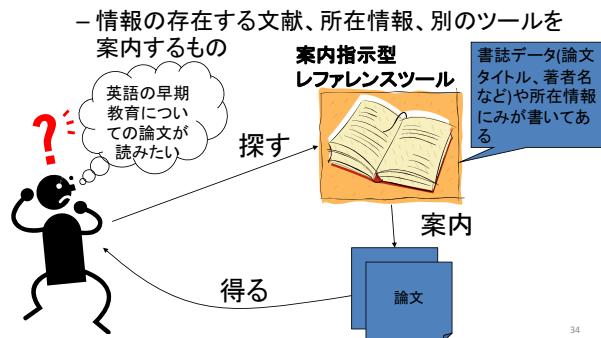 – 情報の存在する文献、所在情報、別のツールを
案内するもの
案内指示型
レファレンスツール
書誌データ(論文
タイトル、著者名
など)や所在情報
にみが書いてあ
る
英語の早期
教育につい
ての論文が
読みたい
?
探す
案内
得る
論文
34